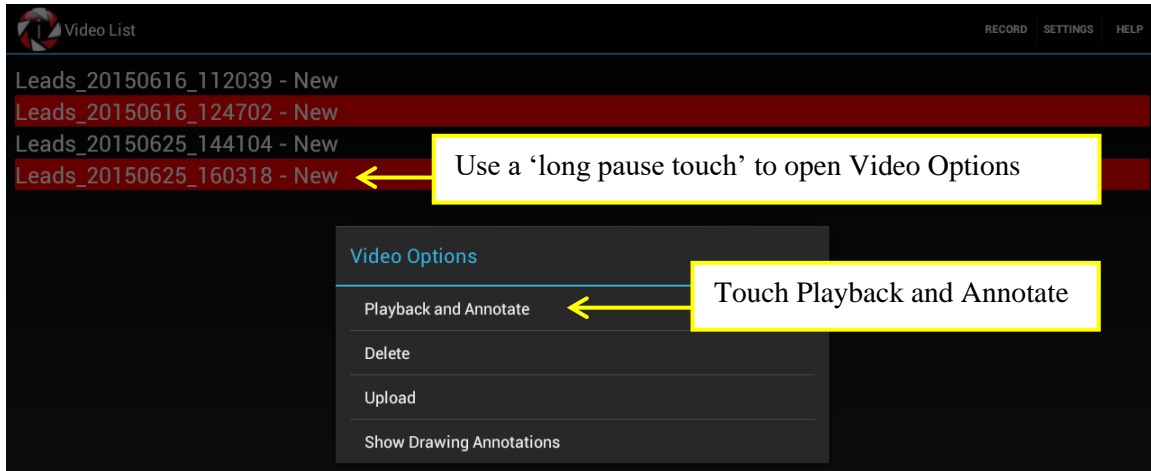 Video List
RECORD SETTINGS HELP
Leads_20150616_112039 - New
Leads_20150616_124702 - New
Leads_20150625_144104 - New
Leads_20150625_160318 - New
Use a ‘long pause touch’ to open Video Options
Video Options
Touch Playback and Annotate
Playback and Annotate
Delete
Upload
Show Drawing Annotations